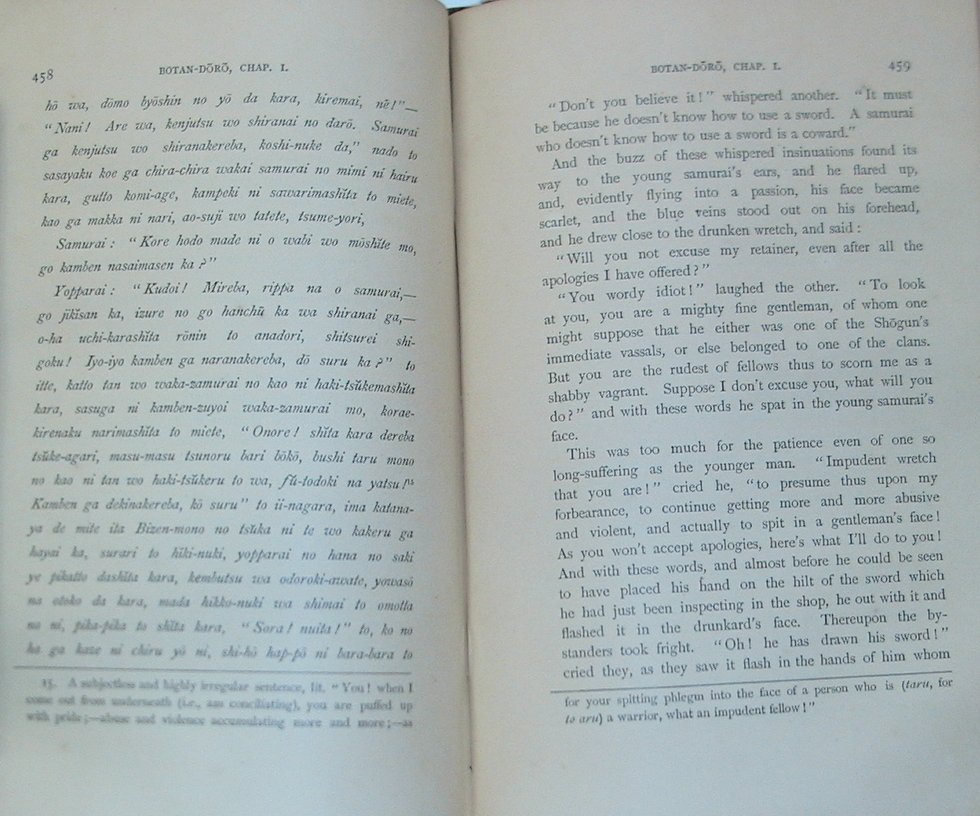 458
BOTAN-DŌRŌ, CHAP. I.
hō wa, dōmo byōshin no yō da kara, kiremai, nē!"—
"Nani! Are wa, kenjutsu wo shiranai no darō. Samurai
ga kenjutsu wo shiranakereba, koshi-nuke da," nado to
sasayaku koe ga chira-chira wakai samurai no mimi ni hairu
kara, gutto komi-age, kampeki ni sawarimashĭta to miete,
kao ga makka ni nari, ao-suji wo tatete, tsume-yori,
Samurai: "Kore hodo made ni o wabi wo mōshĭte mo,
go kamben nasaimasen ka?"
Yopparai: "Kudoi! Mireba, rippa na o samurai,—
go jikĭsan ka, izure no go hanchū ka wa shiranai ga,—
o-ha uchi-karashĭta rōnin to anadori, shitsurei shi-
goku! Iyo-iyo kamben ga naranakereba, dō suru ka?" to
itte, katto tan wo waka-zamurai no kao ni haki-tsŭkemashĭta
kara, sasuga ni kamben-zuyoi waka-zamurai mo, korae-
kirenaku narimashĭta to miete, "Onore! shĭta kara dereba
tsŭke-agari, masu-masu tsunoru bari bōkō, bushi taru mono
no kao ni tan wo haki-tsŭkeru to wa, fŭ-todoki na yatsu!¹⁵
Kamben ga dekinakereba, kō suru" to ii-nagara, ima katana-
ya de mite ita Bizen-mono no tsŭka ni te wo kakeru ga
hayai ka, surari to hiki-nuki, yopparai no hana no saki
ye pikatto dashĭta kara, kembutsu wa odoroki-awate, yowasō
na otoko da kara, mada hikko-nuki wa shimai to omotta
no ni, pika-pika to shĭta kara, "Sora! nuita!" to, ko no
ha ga kaze ni chiru yō ni, shi-hō hap-pō ni bara-bara to
15. A subjectless and highly irregular sentence, lit. "You! when I
come out from underneath (i.e., am conciliating), you are puffed up
with pride;—abuse and violence accumulating more and more;—as
BOTAN-DŌRŌ, CHAP. I.
459
"Don't you believe it!" whispered another. "It must
be because he doesn't know how to use a sword. A samurai
who doesn't know how to use a sword is a coward."
And the buzz of these whispered insinuations found its
way to the young samurai's ears, and he flared up,
and, evidently flying into a passion, his face became
scarlet, and the blue veins stood out on his forehead,
and he drew close to the drunken wretch, and said:
"Will you not excuse my retainer, even after all the
apologies I have offered?"
"You wordy idiot!" laughed the other. "To look
at you, you are a mighty fine gentleman, of whom one
might suppose that he either was one of the Shōgun's
immediate vassals, or else belonged to one of the clans.
But you are the rudest of fellows thus to scorn me as a
shabby vagrant. Suppose I don't excuse you, what will you
do?" and with these words he spat in the young samurai's
face.
This was too much for the patience even of one so
long-suffering as the younger man. "Impudent wretch
that you are!" cried he, "to presume thus upon my
forbearance, to continue getting more and more abusive
and violent, and actually to spit in a gentleman's face!
As you won't accept apologies, here's what I'll do to you!
And with these words, and almost before he could be seen
to have placed his hand on the hilt of the sword which
he had just been inspecting in the shop, he out with it and
flashed it in the drunkard's face. Thereupon the by-
standers took fright. "Oh! he has drawn his sword!"
cried they, as they saw it flash in the hands of him whom
for your spitting phlegm into the face of a person who is (taru, for
to aru) a warrior, what an impudent fellow!"